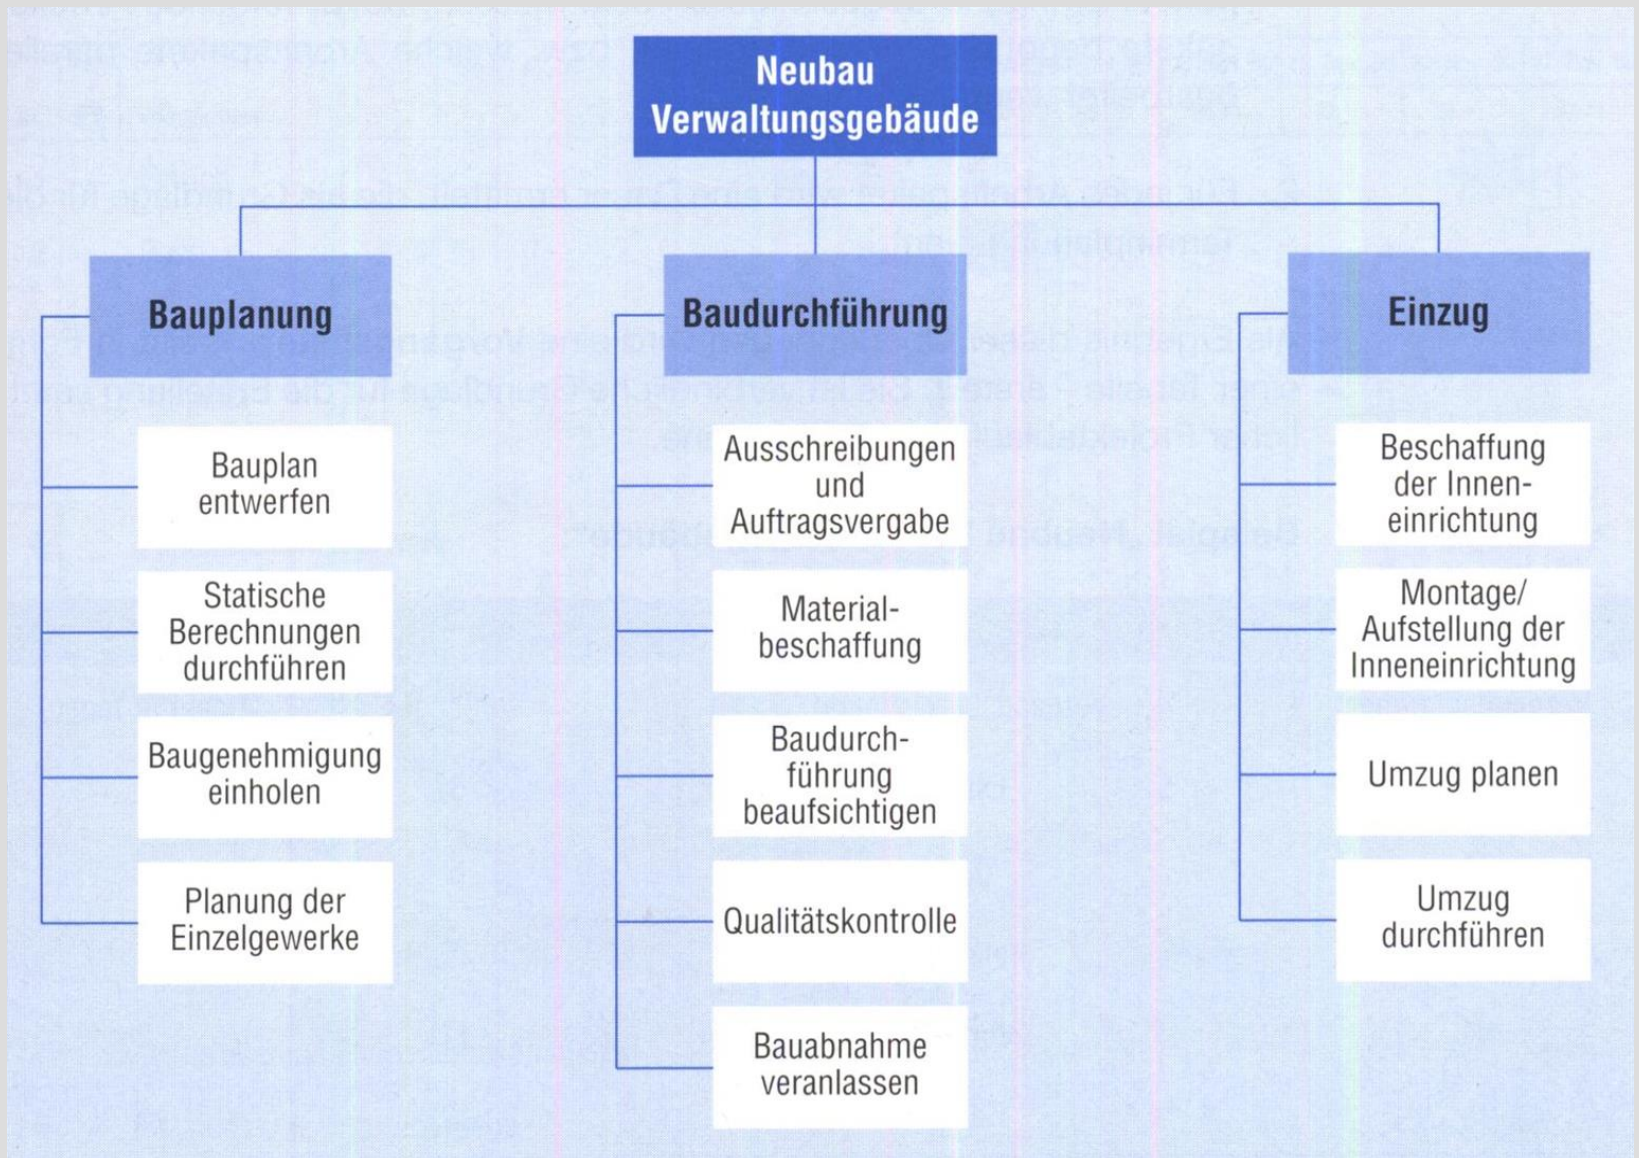 Neubau
Verwaltungsgebäude
Bauplanung
Bauplan
entwerfen
Statische
Berechnungen
durchführen
Baugenehmigung
einholen
Planung der
Einzelgewerke
Baudurchführung
Ausschreibungen
und
Auftragsvergabe
Material-
beschaffung
Baudurch-
führung
beaufsichtigen
Qualitätskontrolle
Bauabnahme
veranlassen
Einzug
Beschaffung
der Innen-
einrichtung
Montage/
Aufstellung der
Inneneinrichtung
Umzug planen
Umzug
durchführen